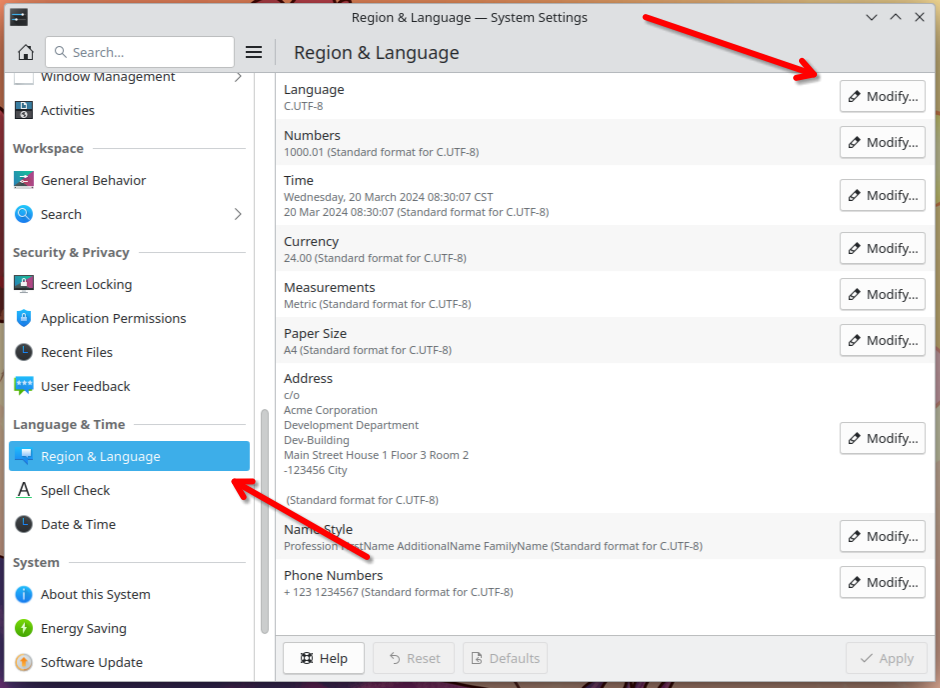 Region & Language — System Settings
Search...
Region & Language
Window Management
Activities
Workspace
General Behavior
Search
Security & Privacy
Screen Locking
Application Permissions
Recent Files
User Feedback
Language & Time
Region & Language
Spell Check
Date & Time
System
About this System
Energy Saving
Software Update
Language
C.UTF-8
Modify...
Numbers
1000.01 (Standard format for C.UTF-8)
Modify...
Time
Wednesday, 20 March 2024 08:30:07 CST
20 Mar 2024 08:30:07 (Standard format for C.UTF-8)
Modify...
Currency
24.00 (Standard format for C.UTF-8)
Modify...
Measurements
Metric (Standard format for C.UTF-8)
Modify...
Paper Size
A4 (Standard format for C.UTF-8)
Modify...
Address
c/o
Acme Corporation
Development Department
Dev-Building
Main Street House 1 Floor 3 Room 2
-123456 City
(Standard format for C.UTF-8)
Modify...
Name Style
Profession FirstName AdditionalName FamilyName (Standard format for C.UTF-8)
Modify...
Phone Numbers
+ 123 1234567 (Standard format for C.UTF-8)
Modify...
Help
Reset
Defaults
Apply